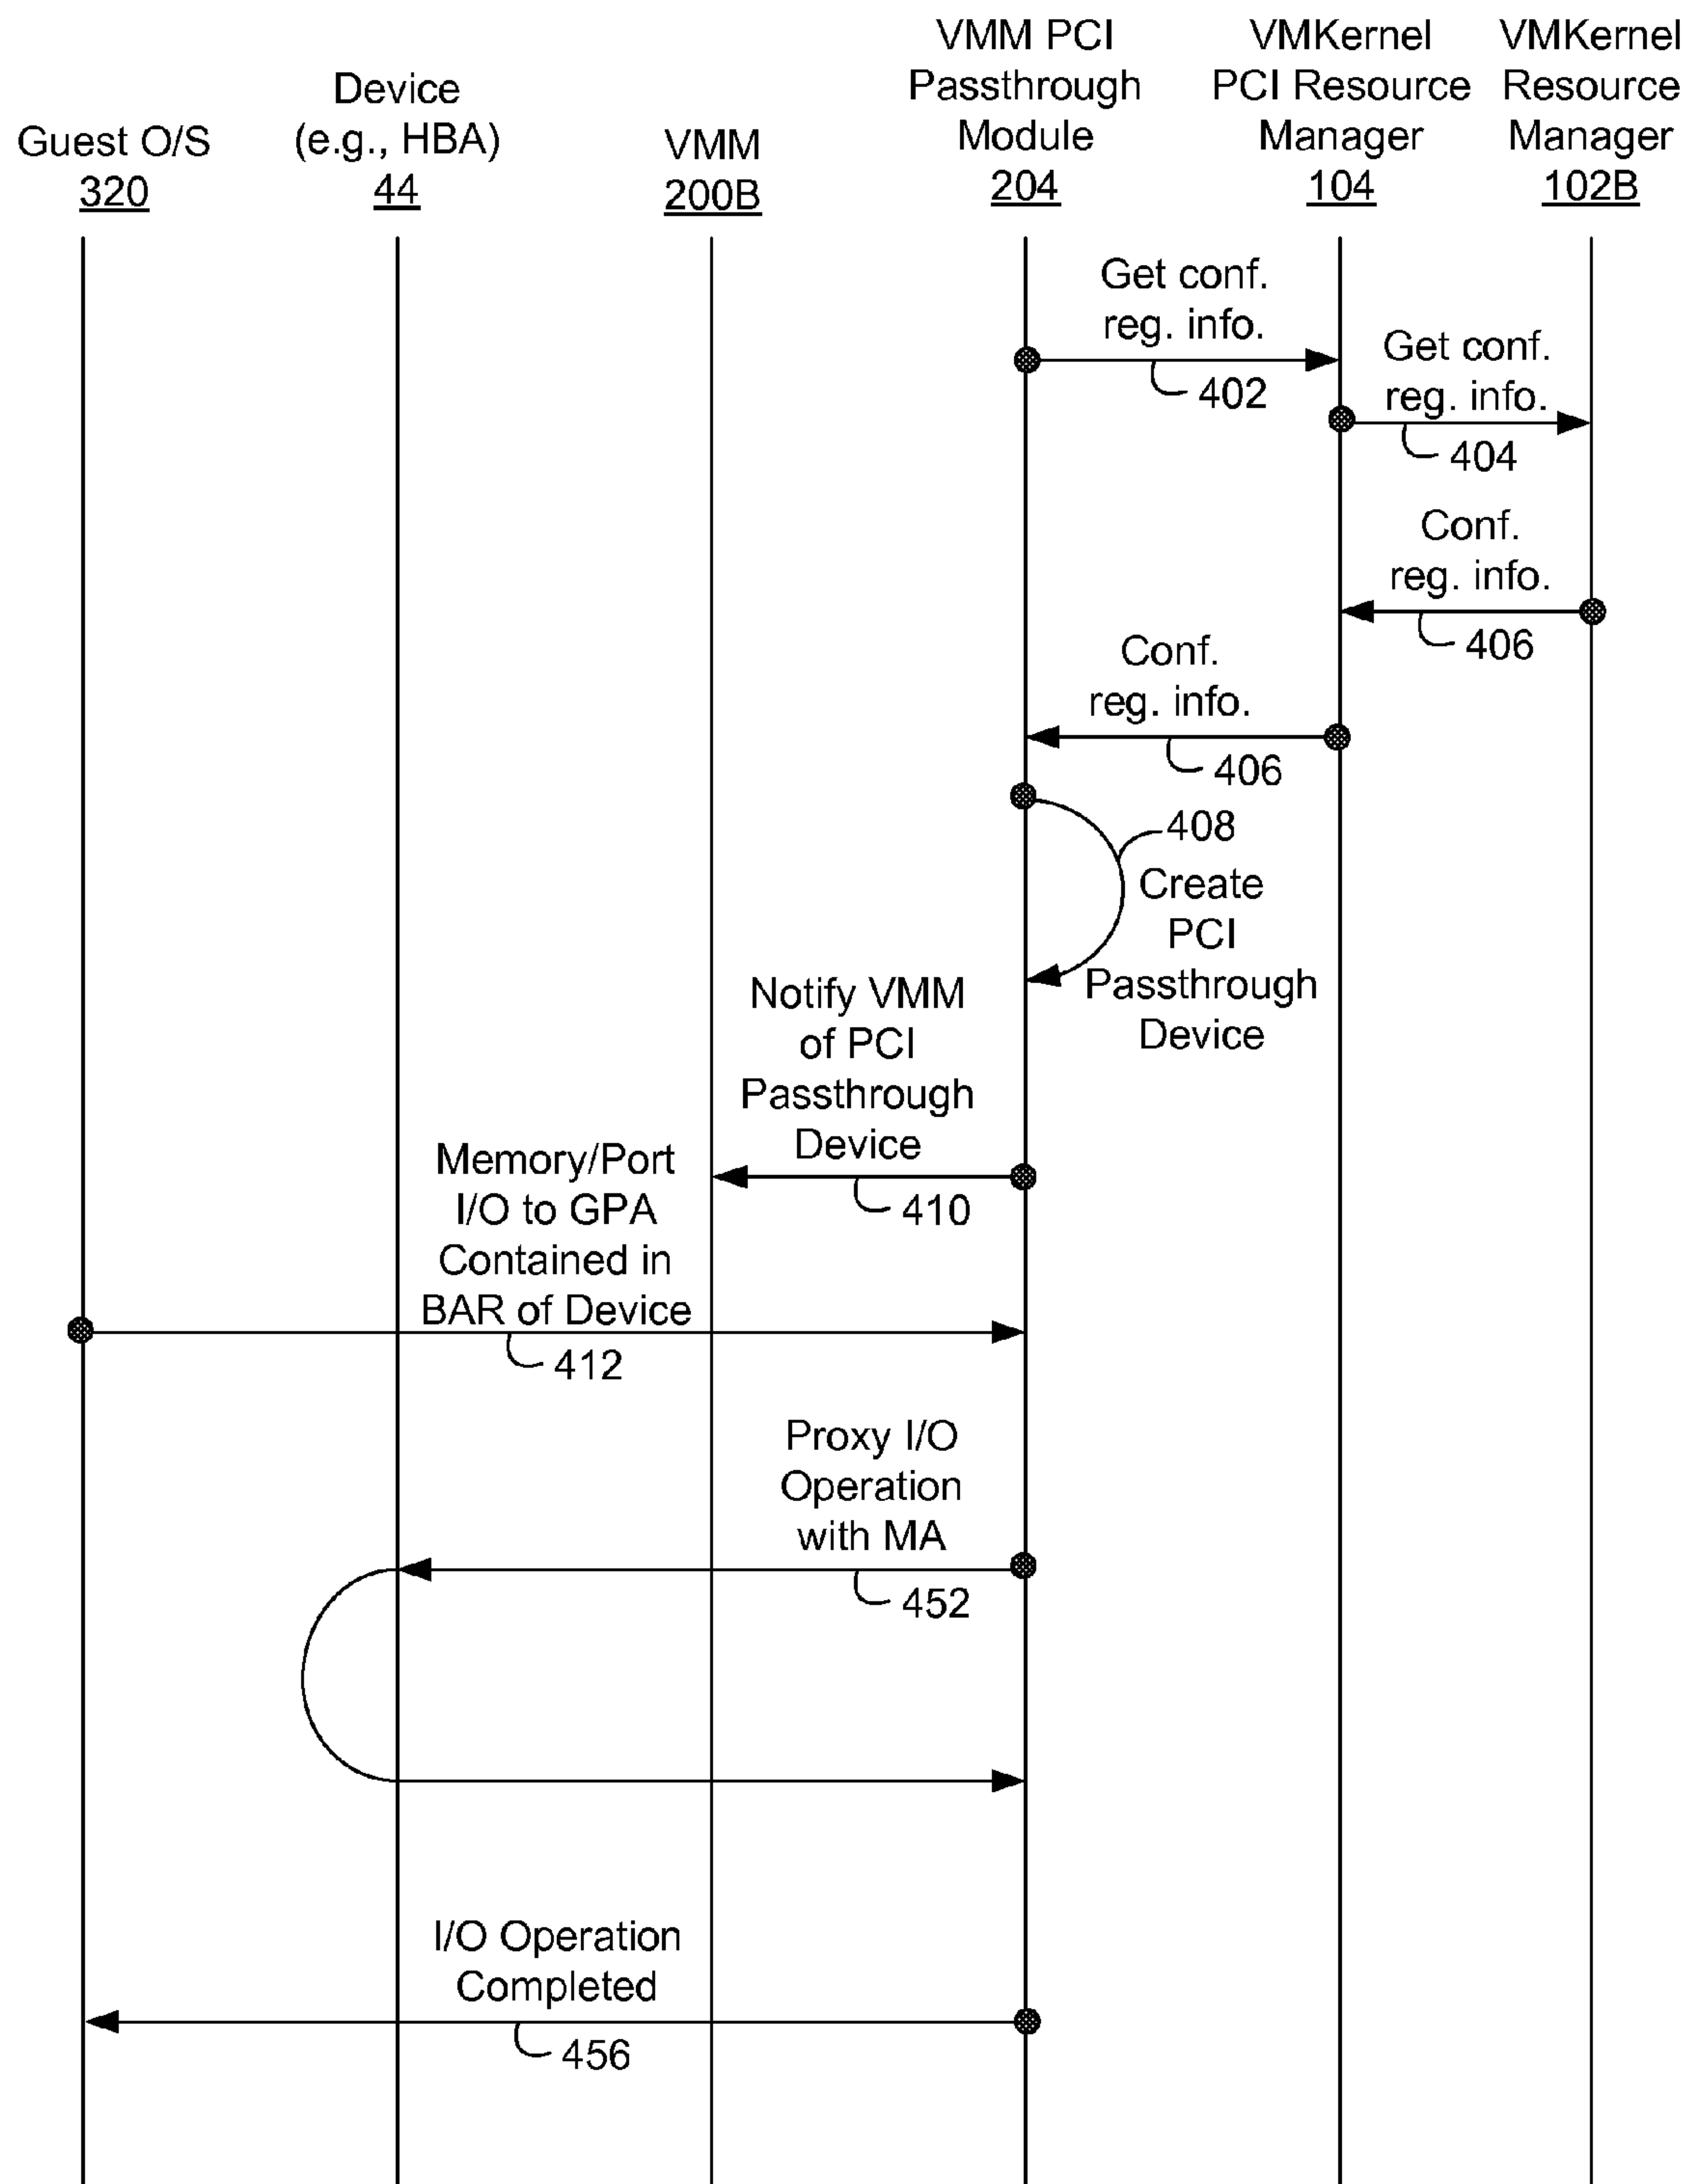 Guest O/S
320
Device
(e.g., HBA)
44
VMM
200B
VMM PCI
Passthrough
Module
204
VMKernel
PCI Resource
Manager
104
VMKernel
Resource
Manager
102B
Get conf.
reg. info.
402
Get conf.
reg. info.
404
Conf.
reg. info.
406
Conf.
reg. info.
406
408
Create
PCI
Passthrough
Device
Notify VMM
of PCI
Passthrough
Device
410
Memory/Port
I/O to GPA
Contained in
BAR of Device
412
Proxy I/O
Operation
with MA
452
I/O Operation
Completed
456